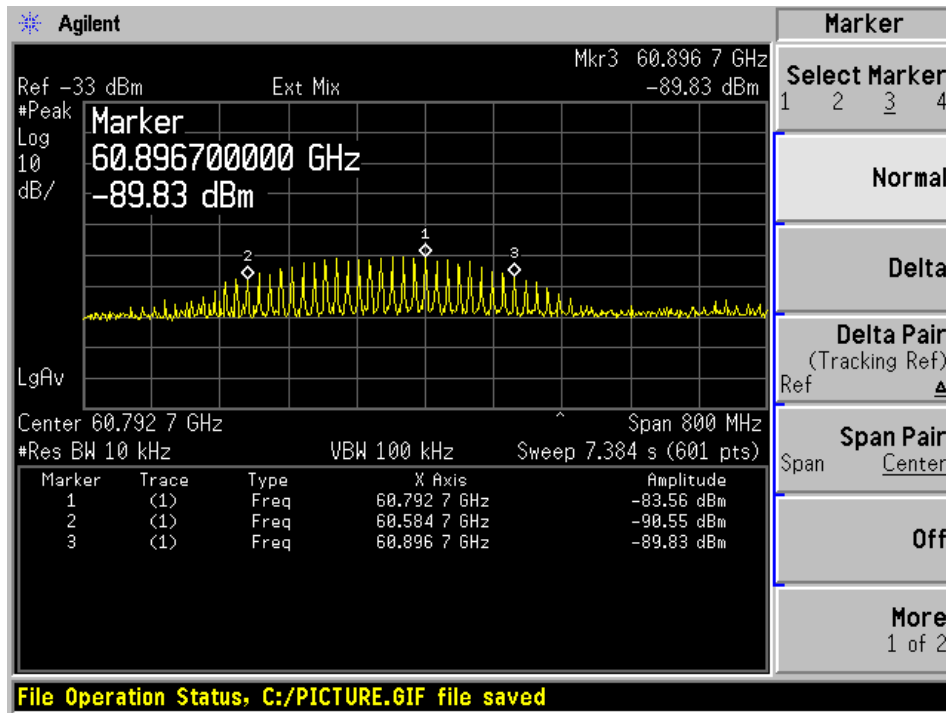 Agilent
Marker
Mkr3 60.896 7 GHz
Ref -33 dBm
Ext Mix
-89.83 dBm
Select Marker
1 2 3 4
#Peak
Log
10
dB/
Marker
60.896700000 GHz
-89.83 dBm
Normal
1
2
3
Delta
Delta Pair
(Tracking Ref)
Ref Δ
LgAv
Center 60.792 7 GHz
^
Span 800 MHz
#Res BW 10 kHz
VBW 100 kHz
Sweep 7.384 s (601 pts)
Span Pair
Span Center
Marker Trace Type X Axis Amplitude
1 (1) Freq 60.792 7 GHz -83.56 dBm
2 (1) Freq 60.584 7 GHz -90.55 dBm
3 (1) Freq 60.896 7 GHz -89.83 dBm
Off
More
1 of 2
File Operation Status, C:/PICTURE.GIF file saved